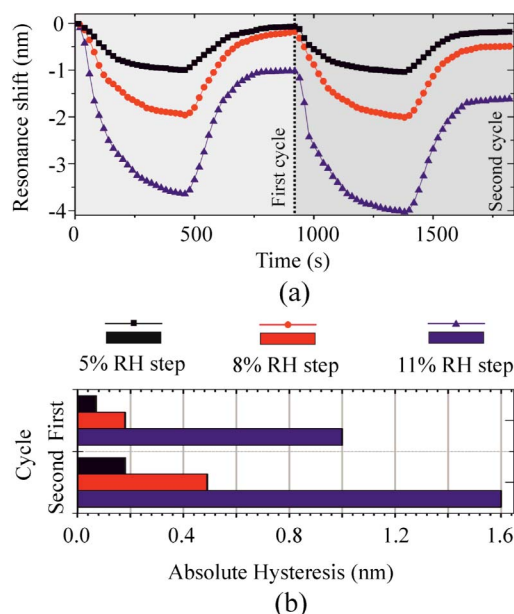 0
-1
-2
-3
-4
Resonance shift (nm)
First cycle
Second cycle
0
500
1000
1500
Time (s)
(a)
5% RH step
8% RH step
11% RH step
Cycle
First
Second
0.0
0.4
0.8
1.2
1.6
Absolute Hysteresis (nm)
(b)